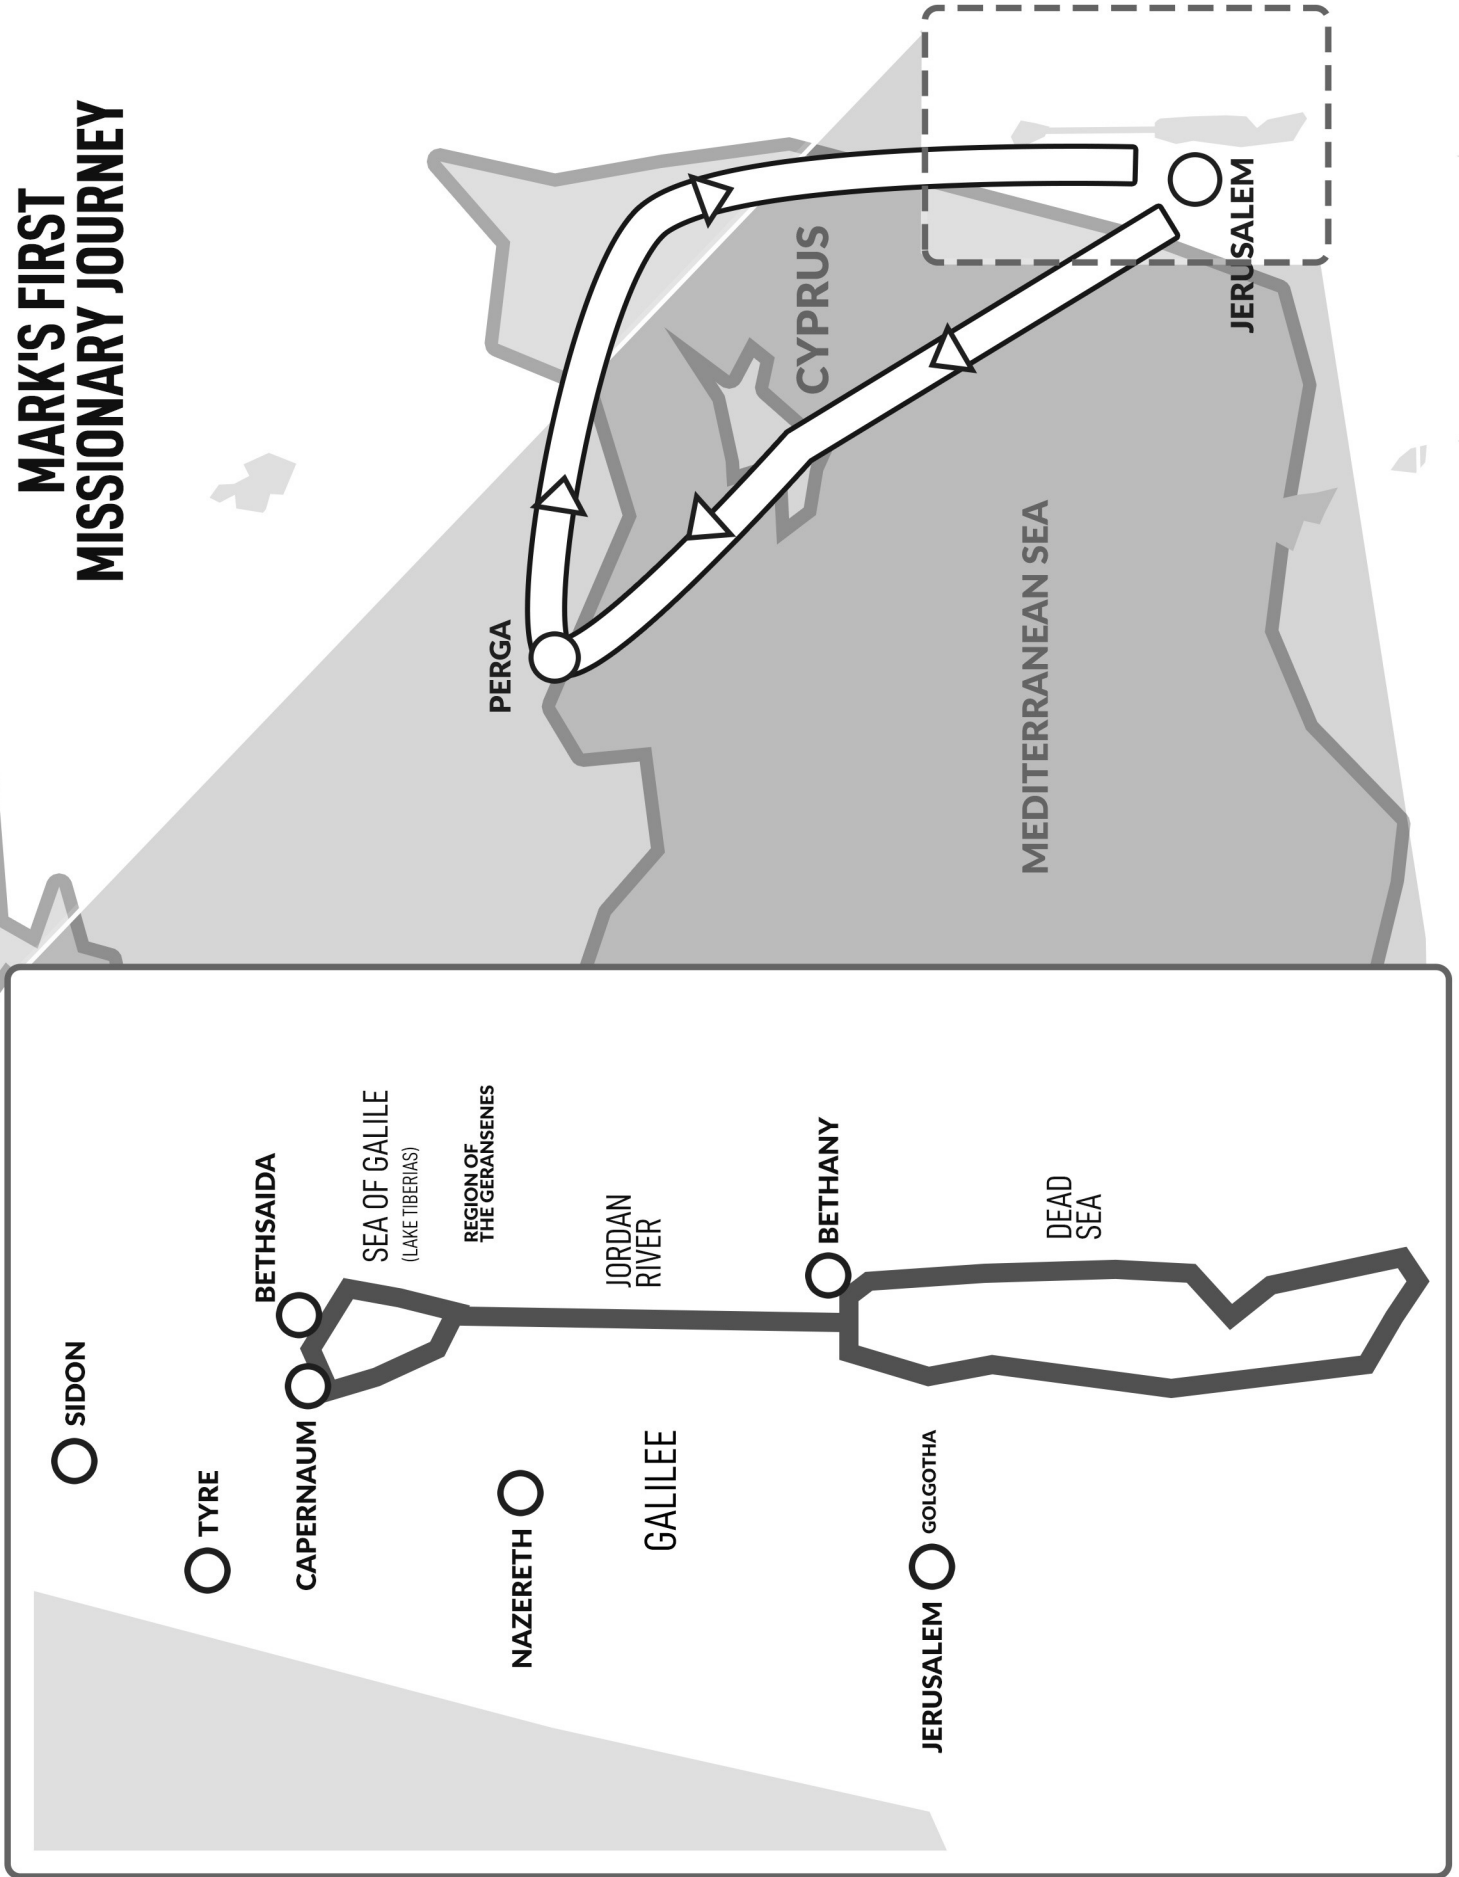 MARK'S FIRST
MISSIONARY JOURNEY
PERGA
CYPRUS
MEDITERRANEAN SEA
JERUSALEM
SIDON
TYRE
BETHSAIDA
CAPERNAUM
SEA OF GALILE
(LAKE TIBERIAS)
REGION OF
THE GERANSENES
NAZERETH
JORDAN
RIVER
GALILEE
BETHANY
JERUSALEM
GOLGOTHA
DEAD
SEA